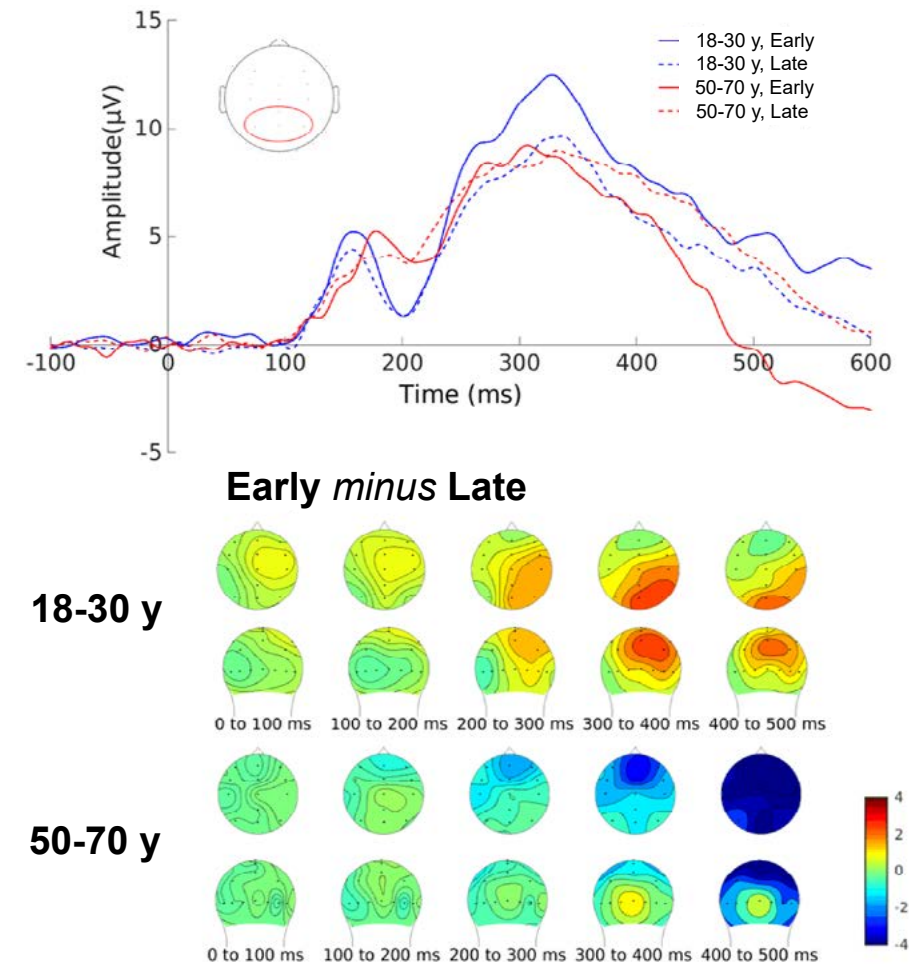 15
10
5
0
-5
Amplitude(μV)
-100 0 100 200 300 400 500 600
Time (ms)
18-30 y, Early
18-30 y, Late
50-70 y, Early
50-70 y, Late
Early minus Late
18-30 y
0 to 100 ms 100 to 200 ms 200 to 300 ms 300 to 400 ms 400 to 500 ms
50-70 y
0 to 100 ms 100 to 200 ms 200 to 300 ms 300 to 400 ms 400 to 500 ms
4
2
0
-2
-4